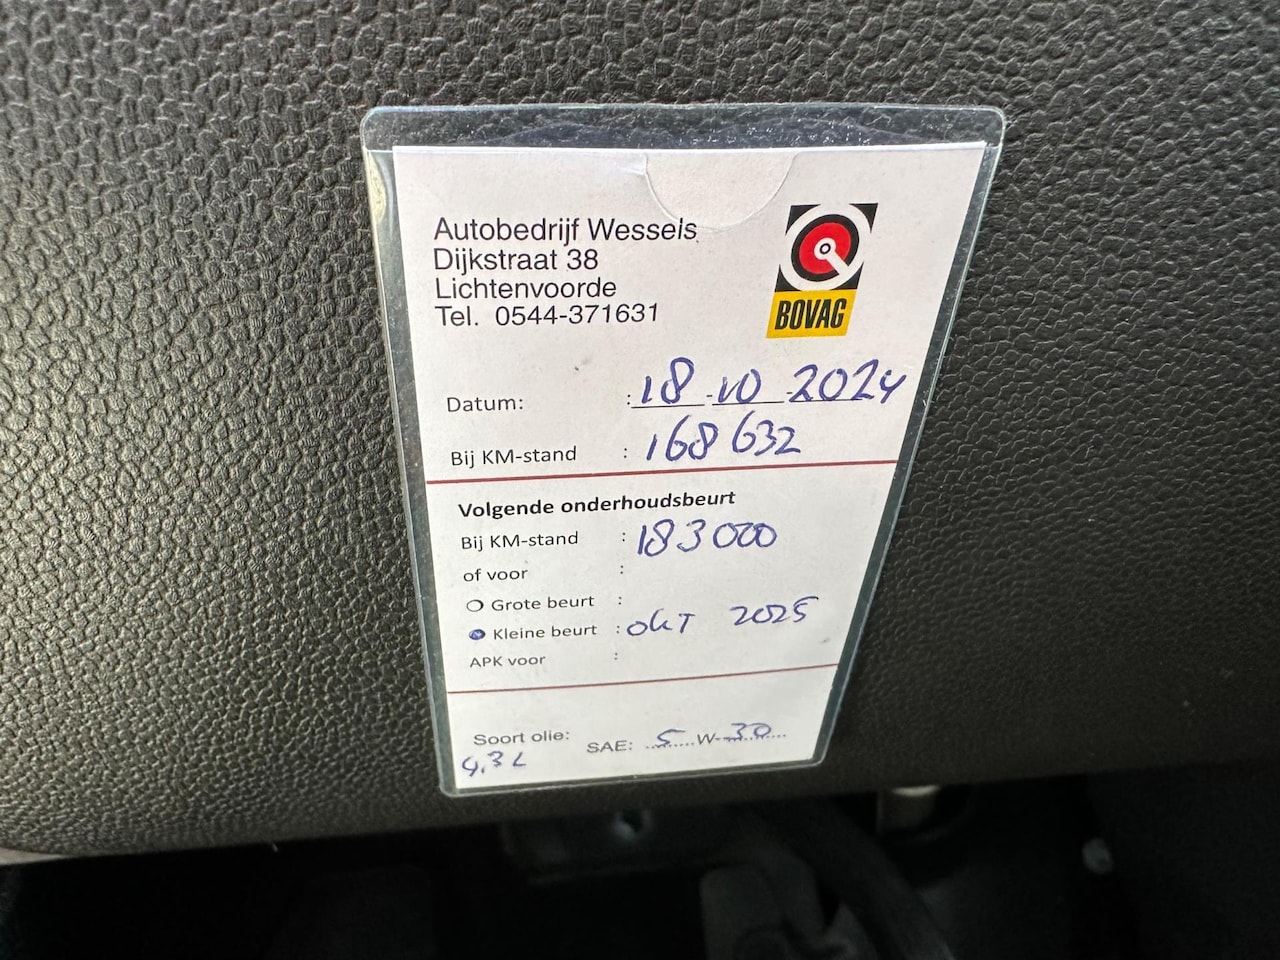 Autobedrijf Wessels
Dijkstraat 38
Lichtenvoorde
Tel. 0544-371631
BOVAG
Datum: : 18-10-2024
Bij KM-stand : 168 632
Volgende onderhoudsbeurt
Bij KM-stand : 183 000
of voor :
Grote beurt :
Kleine beurt : okt 2025
APK voor :
Soort olie: SAE: 5 W-30
4,3 L